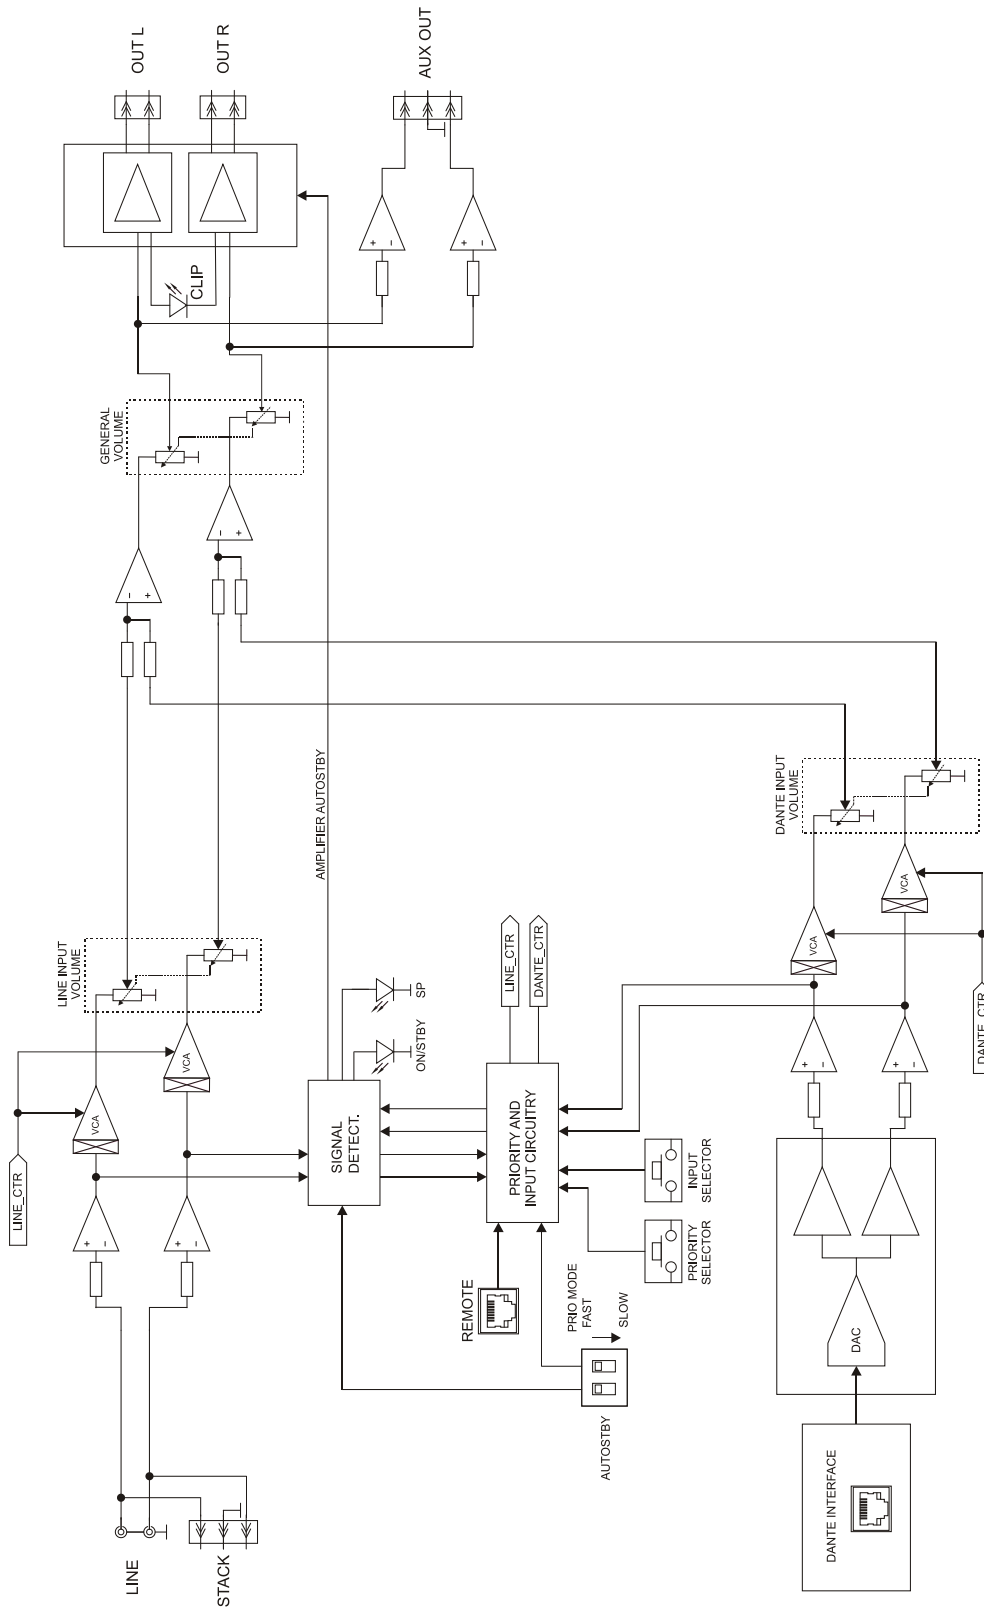 OUT L
OUT R
AUX OUT
CLIP
+
-
+
-
GENERAL
VOLUME
-
+
-
+
AMPLIFIER AUTOSTBY
LINE INPUT
VOLUME
DANTE INPUT
VOLUME
VCA
VCA
VCA
VCA
LINE_CTR
LINE_CTR
DANTE_CTR
DANTE_CTR
SP
ON/STBY
SIGNAL
DETECT.
PRIORITY AND
INPUT CIRCUITRY
INPUT
SELECTOR
PRIORITY
SELECTOR
+
-
+
-
+
-
+
-
REMOTE
PRIO MODE
FAST
SLOW
AUTOSTBY
DAC
DANTE INTERFACE
LINE
STACK